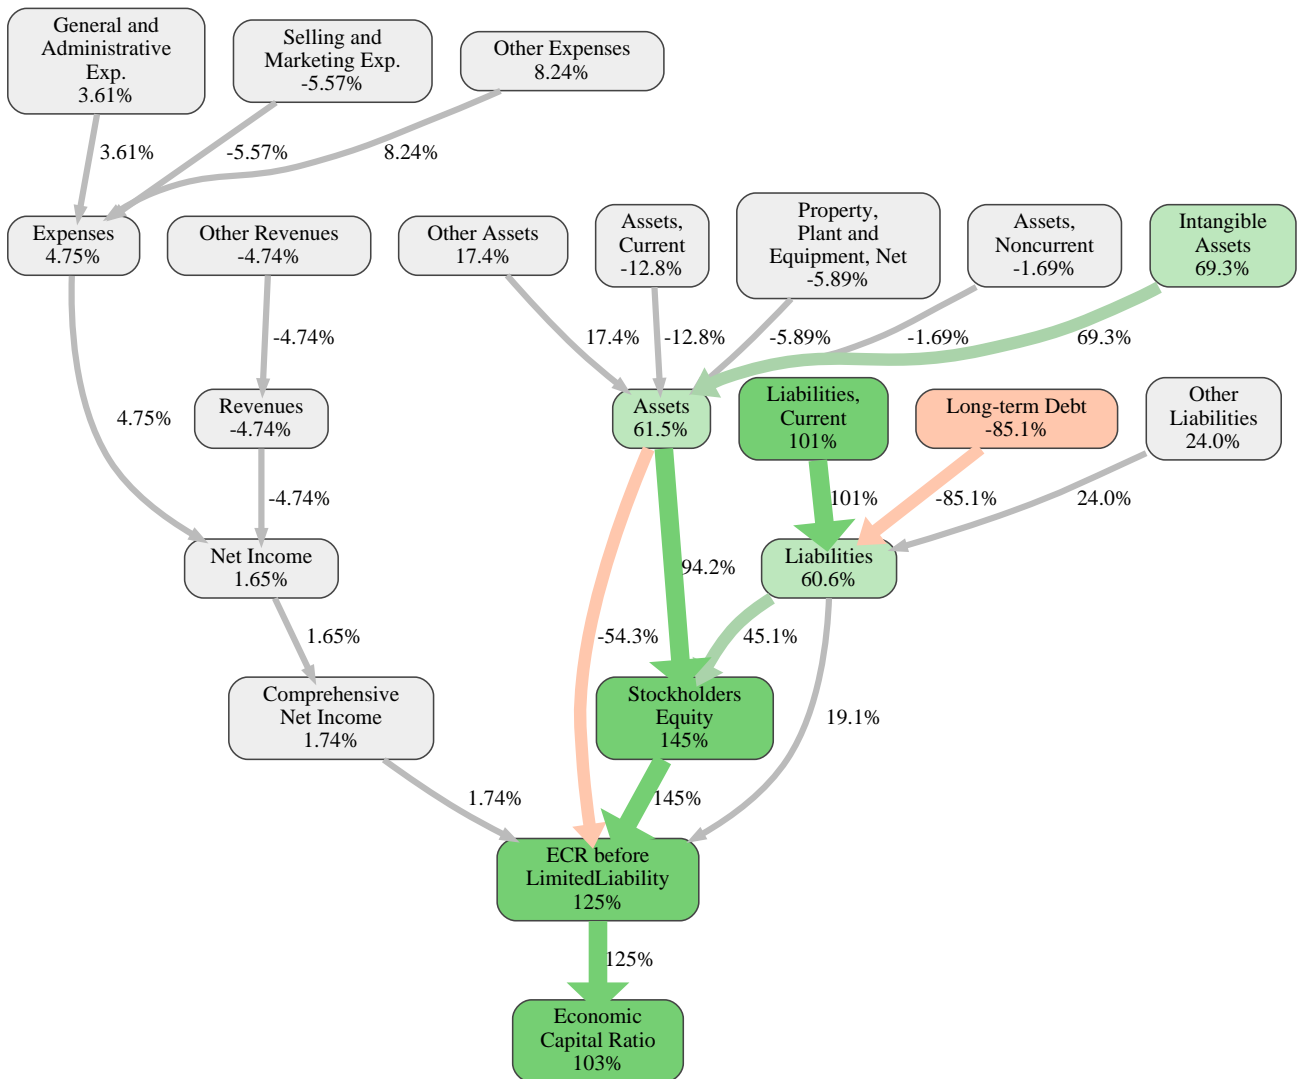 General and
Administrative
Exp.
3.61%
Selling and
Marketing Exp.
-5.57%
Other Expenses
8.24%
3.61%
-5.57%
8.24%
Expenses
4.75%
Other Revenues
-4.74%
Other Assets
17.4%
Assets,
Current
-12.8%
Property,
Plant and
Equipment, Net
-5.89%
Assets,
Noncurrent
-1.69%
Intangible
Assets
69.3%
-4.74%
17.4%
-12.8%
-5.89%
-1.69%
69.3%
4.75%
Revenues
-4.74%
Assets
61.5%
Liabilities,
Current
101%
Long-term Debt
-85.1%
Other
Liabilities
24.0%
-4.74%
101%
-85.1%
24.0%
Net Income
1.65%
94.2%
Liabilities
60.6%
1.65%
-54.3%
45.1%
Comprehensive
Net Income
1.74%
Stockholders
Equity
145%
19.1%
1.74%
145%
ECR before
LimitedLiability
125%
125%
Economic
Capital Ratio
103%